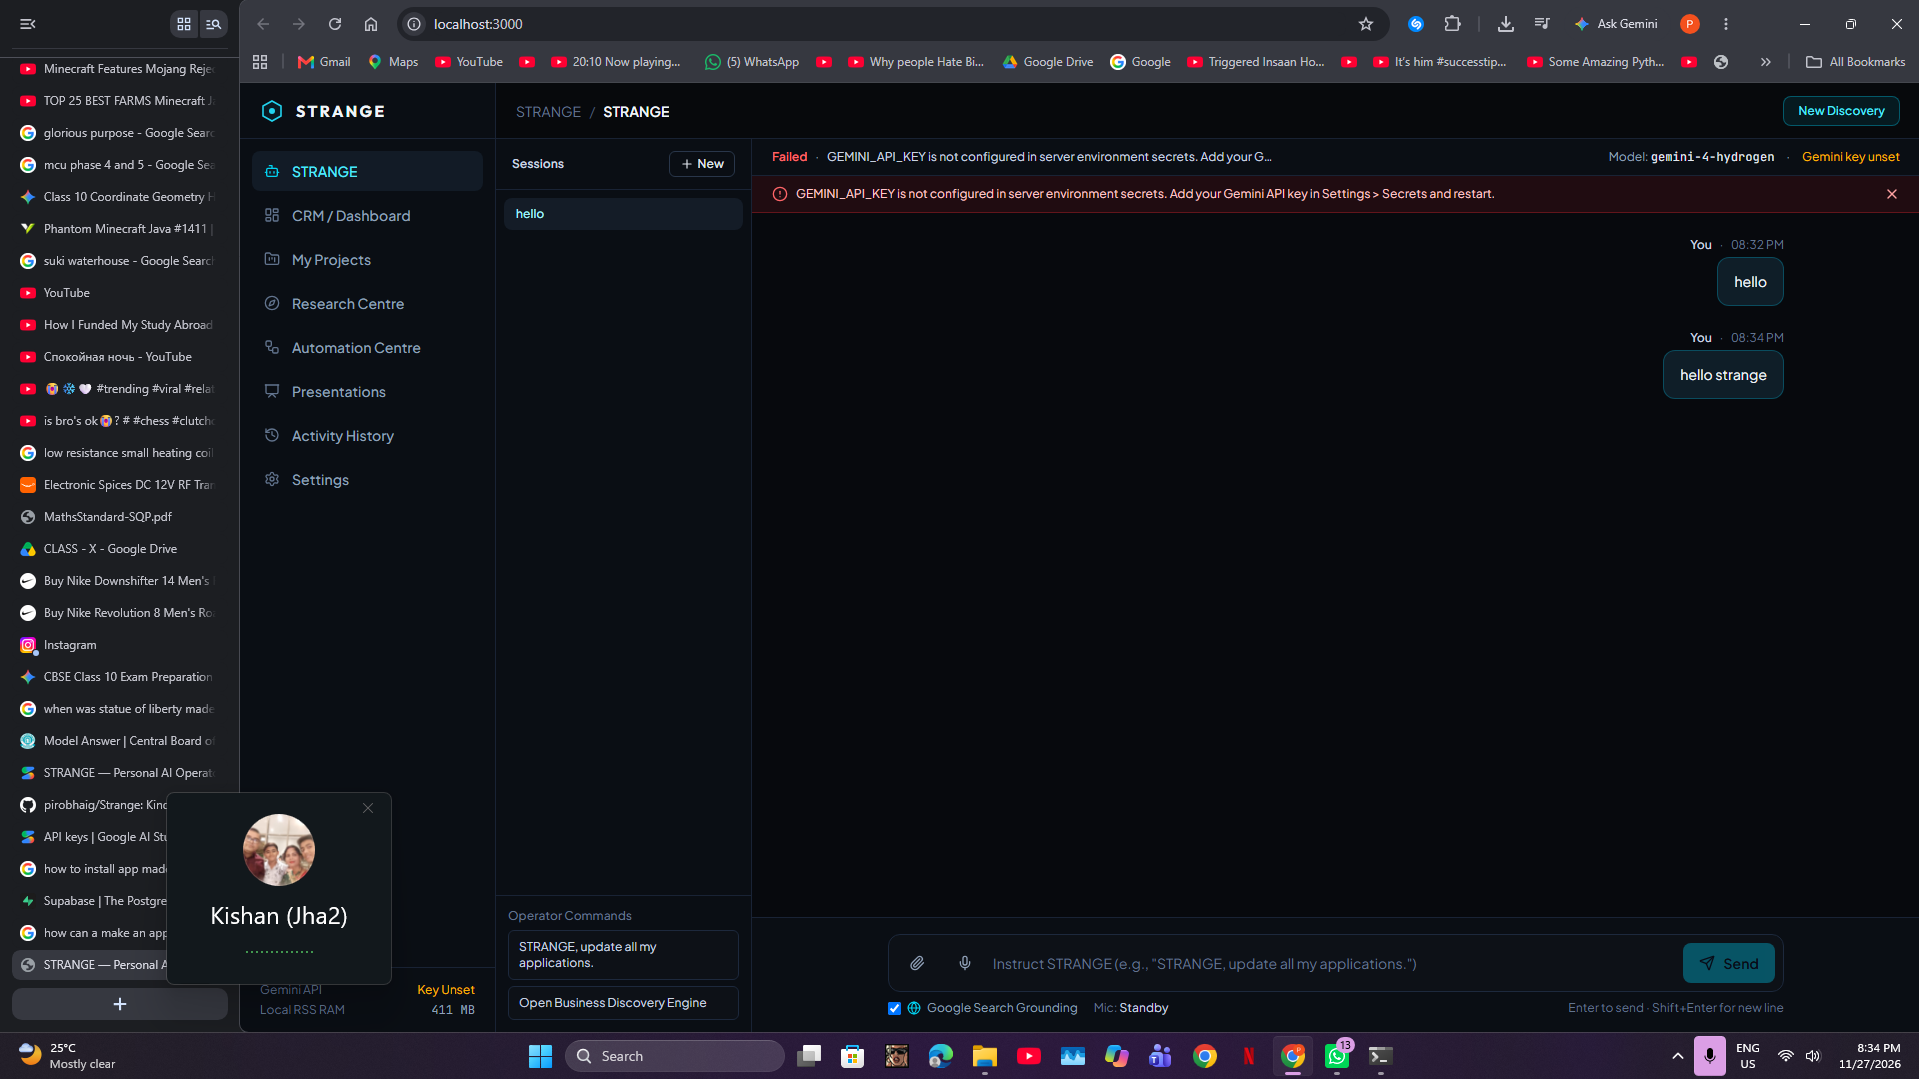 localhost:3000
Ask Gemini
P
Gmail
Maps
YouTube
20:10 Now playing...
(5) WhatsApp
Why people Hate Bi...
Google Drive
Google
Triggered Insaan Ho...
It's him #successtip...
Some Amazing Pyth...
»
All Bookmarks
Minecraft Features Mojang Reje
TOP 25 BEST FARMS Minecraft Ja
glorious purpose - Google Searc
mcu phase 4 and 5 - Google Sea
Class 10 Coordinate Geometry H
Phantom Minecraft Java #1411 |
suki waterhouse - Google Search
YouTube
How I Funded My Study Abroad
Спокойная ночь - YouTube
😭 ❄️ 🤍 #trending #viral #relat
is bro's ok😭? # #chess #clutch
low resistance small heating coil
Electronic Spices DC 12V RF Tran
MathsStandard-SQP.pdf
CLASS - X - Google Drive
Buy Nike Downshifter 14 Men's
Buy Nike Revolution 8 Men's Ro
Instagram
CBSE Class 10 Exam Preparation
when was statue of liberty made
Model Answer | Central Board of
STRANGE — Personal AI Operat
pirobhaig/Strange: Kind
API keys | Google AI Stu
how to install app made
Supabase | The Postgre
how can a make an app
STRANGE — Personal A
+
STRANGE
STRANGE
CRM / Dashboard
My Projects
Research Centre
Automation Centre
Presentations
Activity History
Settings
Kishan (Jha2)
Gemini API Key Unset
Local RSS RAM 411 MB
STRANGE / STRANGE
New Discovery
Sessions
+ New
hello
Operator Commands
STRANGE, update all my
applications.
Open Business Discovery Engine
Failed · GEMINI_API_KEY is not configured in server environment secrets. Add your G...
Model: gemini-4-hydrogen · Gemini key unset
GEMINI_API_KEY is not configured in server environment secrets. Add your Gemini API key in Settings > Secrets and restart.
You · 08:32 PM
hello
You · 08:34 PM
hello strange
Instruct STRANGE (e.g., "STRANGE, update all my applications.")
Send
Google Search Grounding
Mic: Standby
Enter to send · Shift+Enter for new line
25°C
Mostly clear
Search
13
ENG
US
8:34 PM
11/27/2026